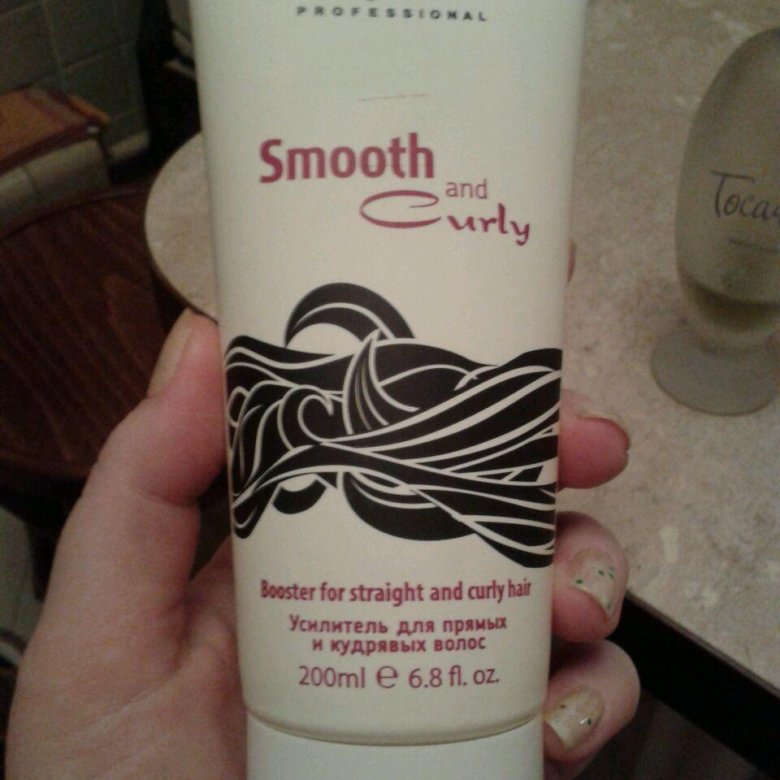 PROFESSIONAL
Smooth
and
Curly
Booster for straight and curly hair
Усилитель для прямых
и кудрявых волос
200ml e 6.8 fl. oz.